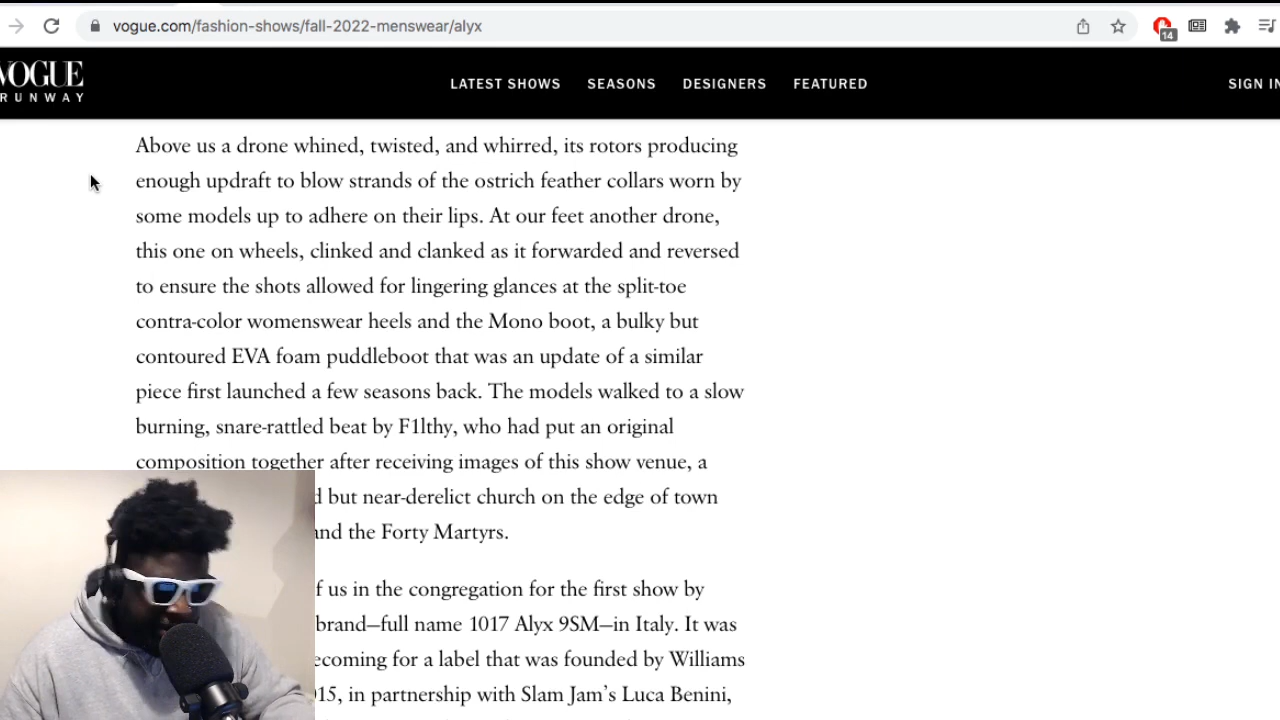 vogue.com/fashion-shows/fall-2022-menswear/alyx
14
VOGUE
RUNWAY
LATEST SHOWS SEASONS DESIGNERS FEATURED
SIGN IN
Above us a drone whined, twisted, and whirred, its rotors producing
enough updraft to blow strands of the ostrich feather collars worn by
some models up to adhere on their lips. At our feet another drone,
this one on wheels, clinked and clanked as it forwarded and reversed
to ensure the shots allowed for lingering glances at the split-toe
contra-color womenswear heels and the Mono boot, a bulky but
contoured EVA foam puddleboot that was an update of a similar
piece first launched a few seasons back. The models walked to a slow
burning, snare-rattled beat by F1lthy, who had put an original
composition together after receiving images of this show venue, a
but near-derelict church on the edge of town
and the Forty Martyrs.
us in the congregation for the first show by
brand—full name 1017 Alyx 9SM—in Italy. It was
for a label that was founded by Williams
in partnership with Slam Jam's Luca Benini,